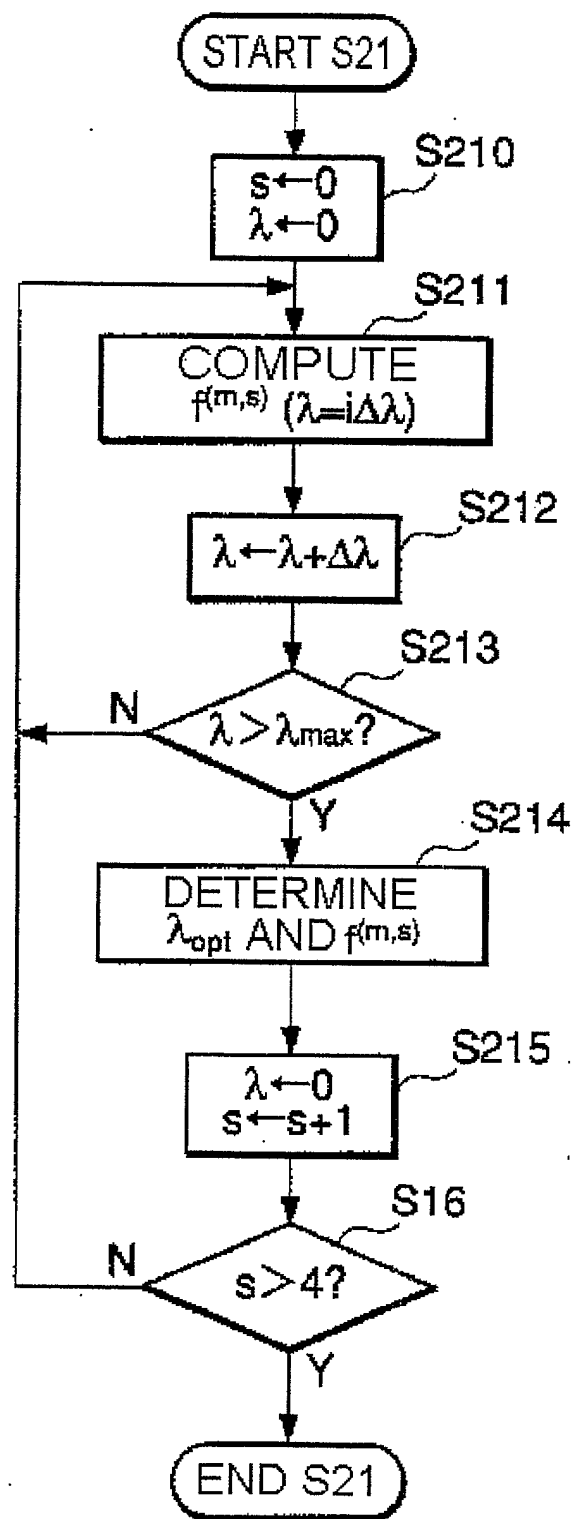 START S21
S210
s←0
λ←0
S211
COMPUTE
f(m,s) (λ=iΔλ)
S212
λ←λ+Δλ
S213
N
λ>λmax?
Y
S214
DETERMINE
λopt AND f(m,s)
S215
λ←0
s←s+1
S16
N
s>4?
Y
END S21